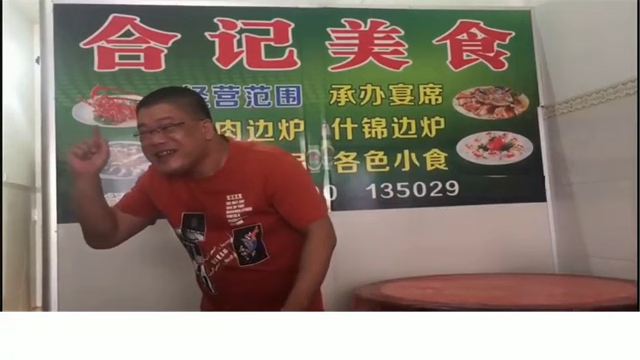 合记美食
经营范围 承办宴席
肉边炉 什锦边炉
各色小食
00 135029